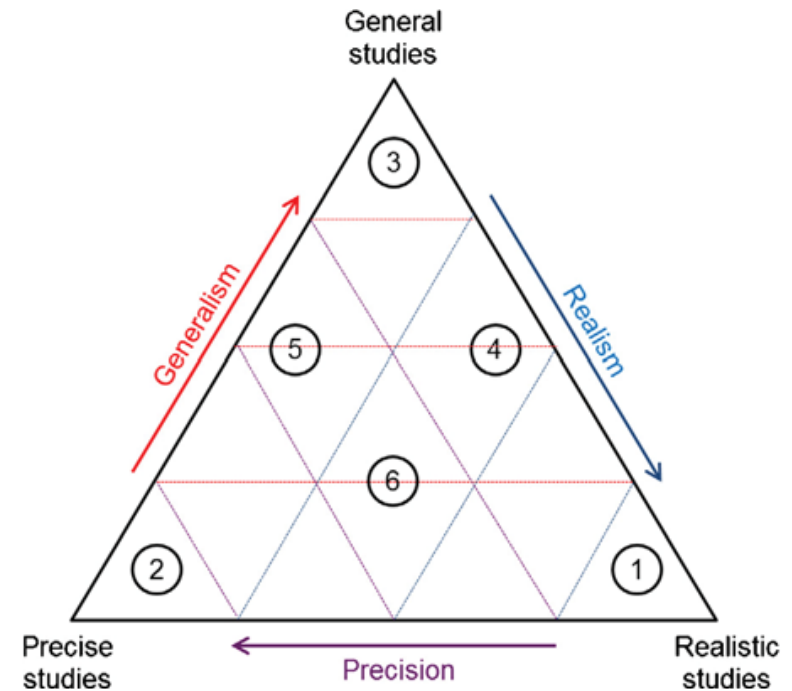 General
studies
3
Generalism
Realism
5
4
6
2
1
Precise
studies
Precision
Realistic
studies